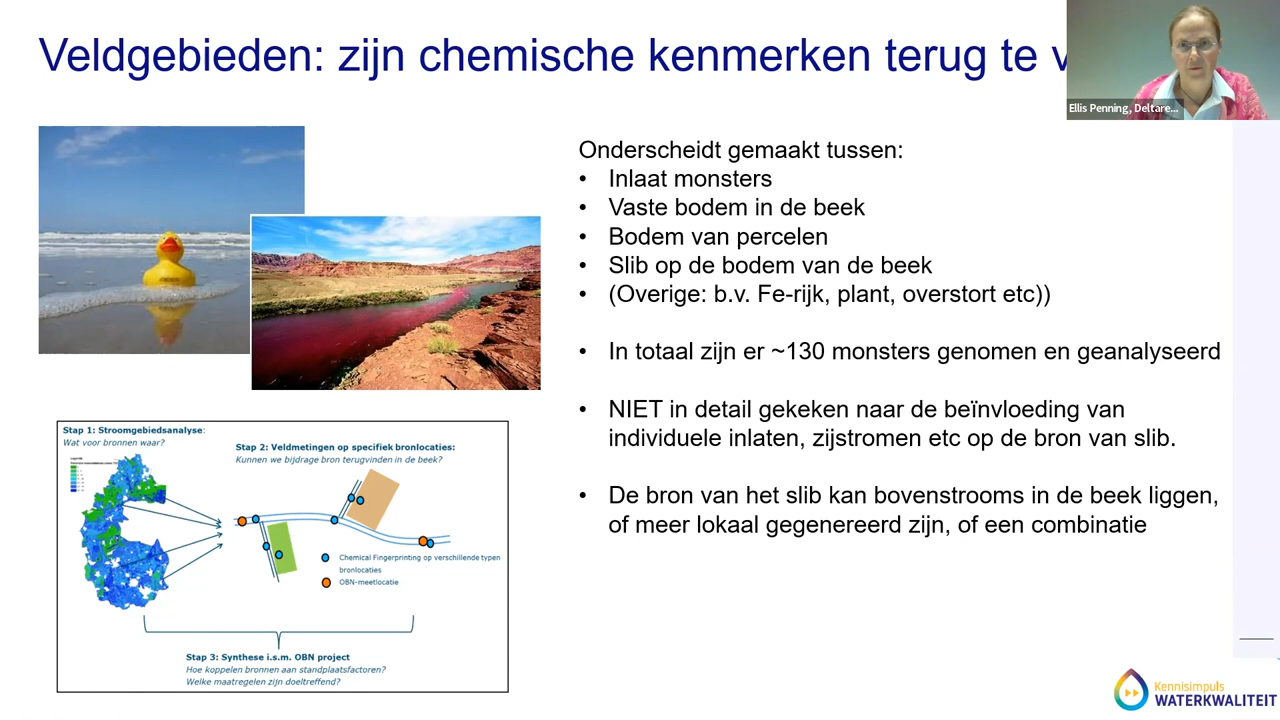 Veldgebieden: zijn chemische kenmerken terug te v
Ellis Penning, Deltare...
Onderscheidt gemaakt tussen:
• Inlaat monsters
• Vaste bodem in de beek
• Bodem van percelen
• Slib op de bodem van de beek
• (Overige: b.v. Fe-rijk, plant, overstort etc))
• In totaal zijn er ~130 monsters genomen en geanalyseerd
• NIET in detail gekeken naar de beïnvloeding van
individuele inlaten, zijstromen etc op de bron van slib.
• De bron van het slib kan bovenstrooms in de beek liggen,
of meer lokaal gegenereerd zijn, of een combinatie
Stap 1: Stroomgebiedsanalyse:
Wat voor bronnen waar?
Stap 2: Veldmetingen op specifiek bronlocaties:
Kunnen we bijdrage bron terugvinden in de beek?
Chemical Fingerprinting op verschillende typen
bronlocaties
OBN-meetlocatie
Stap 3: Synthese i.s.m. OBN project
Hoe koppelen bronnen aan standplaatsfactoren?
Welke maatregelen zijn doeltreffend?
Kennisimpuls
WATERKWALITEIT